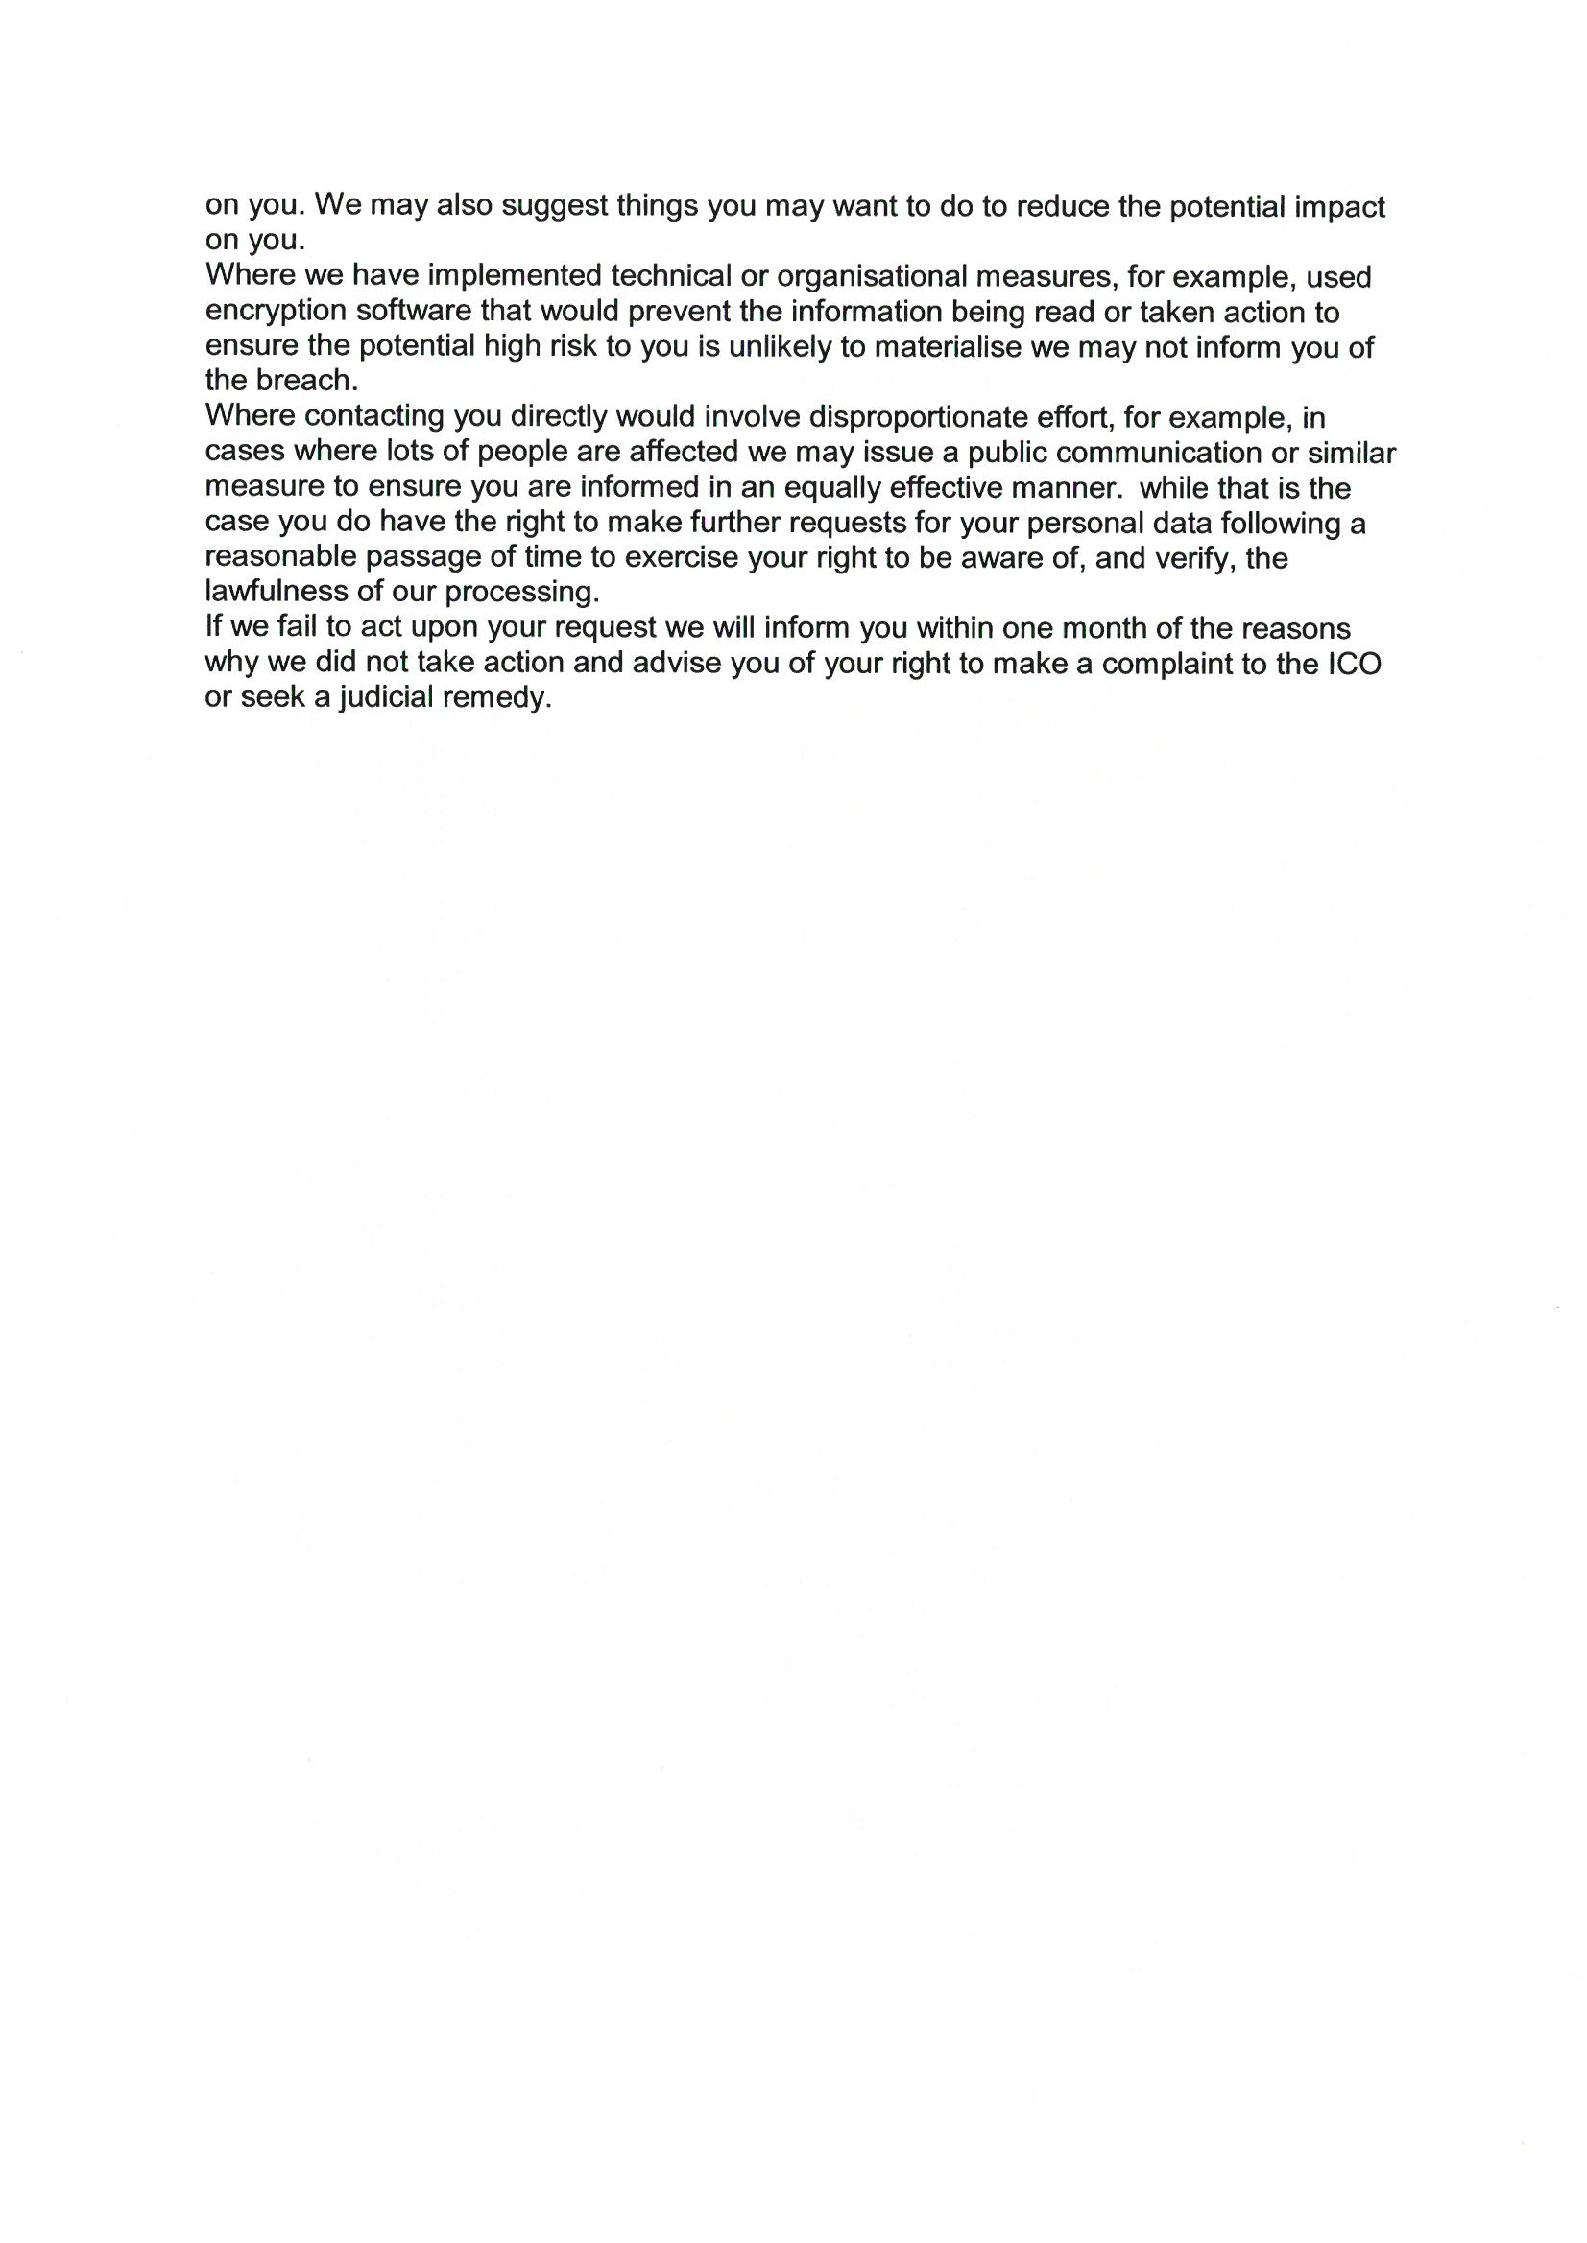 on you. We may also suggest things you may want to do to reduce the potential impact
on you.
Where we have implemented technical or organisational measures, for example, used
encryption software that would prevent the information being read or taken action to
ensure the potential high risk to you is unlikely to materialise we may not inform you of
the breach.
Where contacting you directly would involve disproportionate effort, for example, in
cases where lots of people are affected we may issue a public communication or similar
measure to ensure you are informed in an equally effective manner.  while that is the
case you do have the right to make further requests for your personal data following a
reasonable passage of time to exercise your right to be aware of, and verify, the
lawfulness of our processing.
If we fail to act upon your request we will inform you within one month of the reasons
why we did not take action and advise you of your right to make a complaint to the ICO
or seek a judicial remedy.